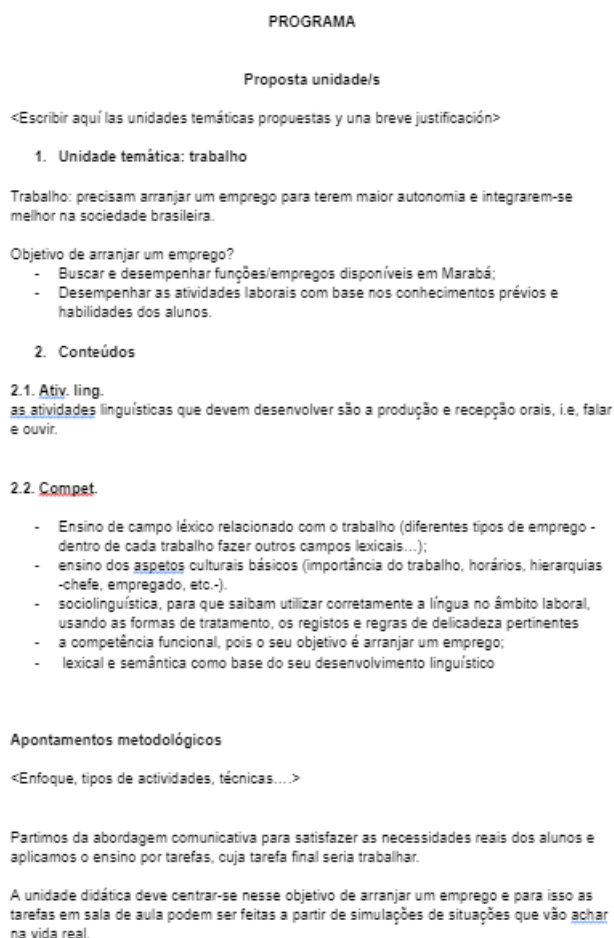 PROGRAMA
Proposta unidade/s
<Escribir aquí las unidades temáticas propuestas y una breve justificación>
1. Unidade temática: trabalho
Trabalho: precisam arranjar um emprego para terem maior autonomia e integrarem-se
melhor na sociedade brasileira.
Objetivo de arranjar um emprego?
- Buscar e desempenhar funções/empregos disponíveis em Marabá;
- Desempenhar as atividades laborais com base nos conhecimentos prévios e
habilidades dos alunos.
2. Conteúdos
2.1. Ativ. ling.
as atividades linguísticas que devem desenvolver são a produção e recepção orais, i.e, falar
e ouvir.
2.2. Compet.
- Ensino de campo léxico relacionado com o trabalho (diferentes tipos de emprego -
dentro de cada trabalho fazer outros campos lexicais...);
- ensino dos aspetos culturais básicos (importância do trabalho, horários, hierarquias
-chefe, empregado, etc.-).
- sociolinguística, para que saibam utilizar corretamente a língua no âmbito laboral,
usando as formas de tratamento, os registos e regras de delicadeza pertinentes
- a competência funcional, pois o seu objetivo é arranjar um emprego;
- lexical e semântica como base do seu desenvolvimento linguístico
Apontamentos metodológicos
<Enfoque, tipos de actividades, técnicas....>
Partimos da abordagem comunicativa para satisfazer as necessidades reais dos alunos e
aplicamos o ensino por tarefas, cuja tarefa final seria trabalhar.
A unidade didática deve centrar-se nesse objetivo de arranjar um emprego e para isso as
tarefas em sala de aula podem ser feitas a partir de simulações de situações que vão achar
na vida real.